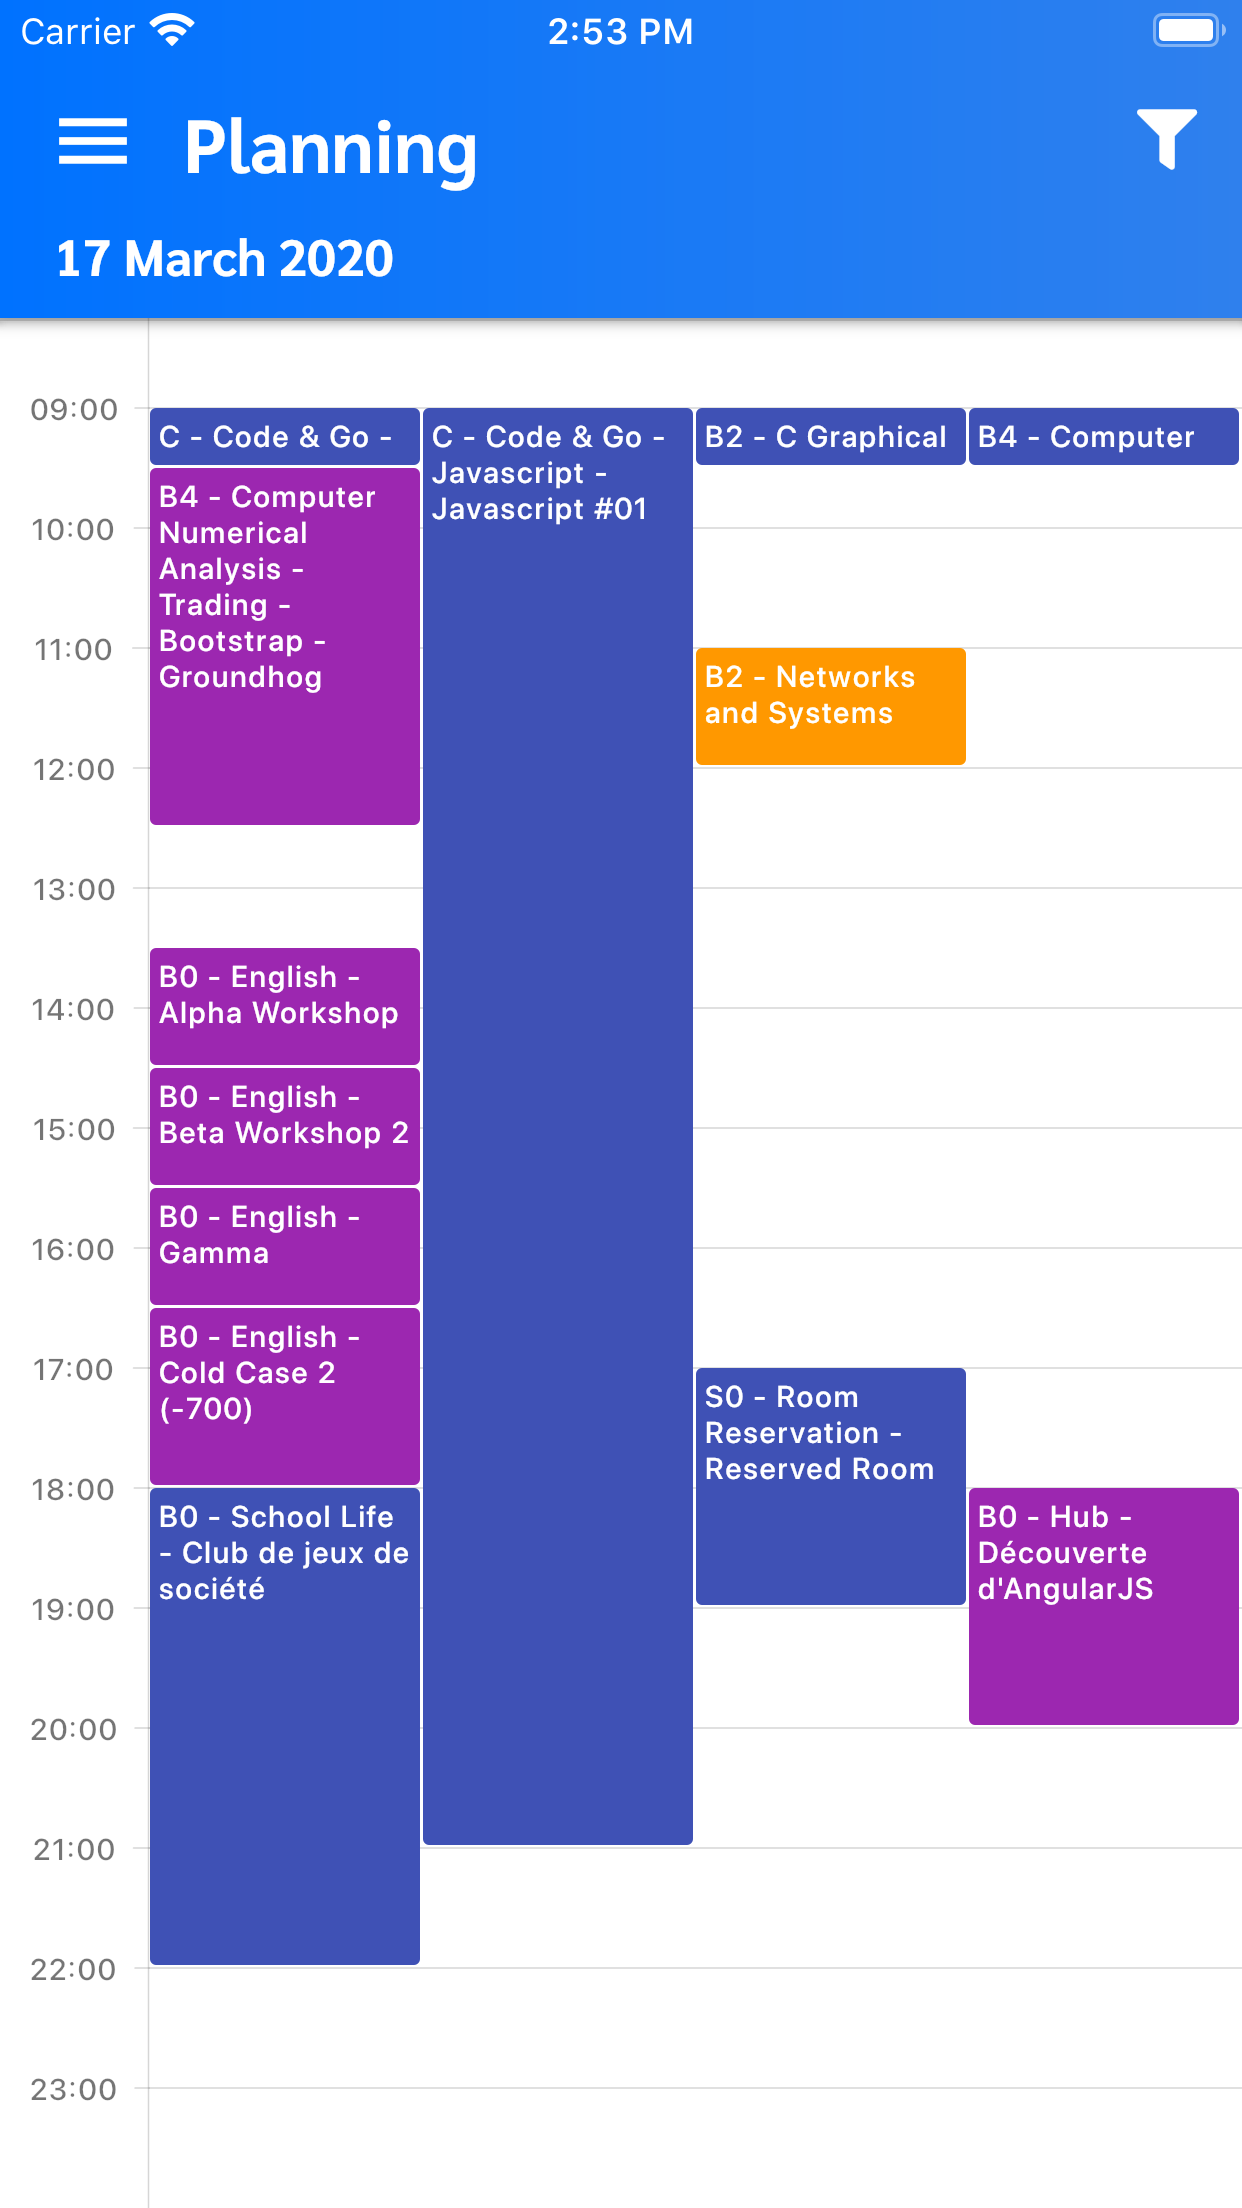 Carrier
2:53 PM
Planning
17 March 2020
09:00
C - Code & Go -
C - Code & Go -
Javascript -
Javascript #01
B2 - C Graphical
B4 - Computer
B4 - Computer
Numerical
Analysis -
Trading -
Bootstrap -
Groundhog
10:00
11:00
B2 - Networks
and Systems
12:00
13:00
B0 - English -
Alpha Workshop
14:00
B0 - English -
Beta Workshop 2
15:00
B0 - English -
Gamma
16:00
B0 - English -
Cold Case 2
(-700)
17:00
S0 - Room
Reservation -
Reserved Room
18:00
B0 - School Life
- Club de jeux de
société
B0 - Hub -
Découverte
d'AngularJS
19:00
20:00
21:00
22:00
23:00